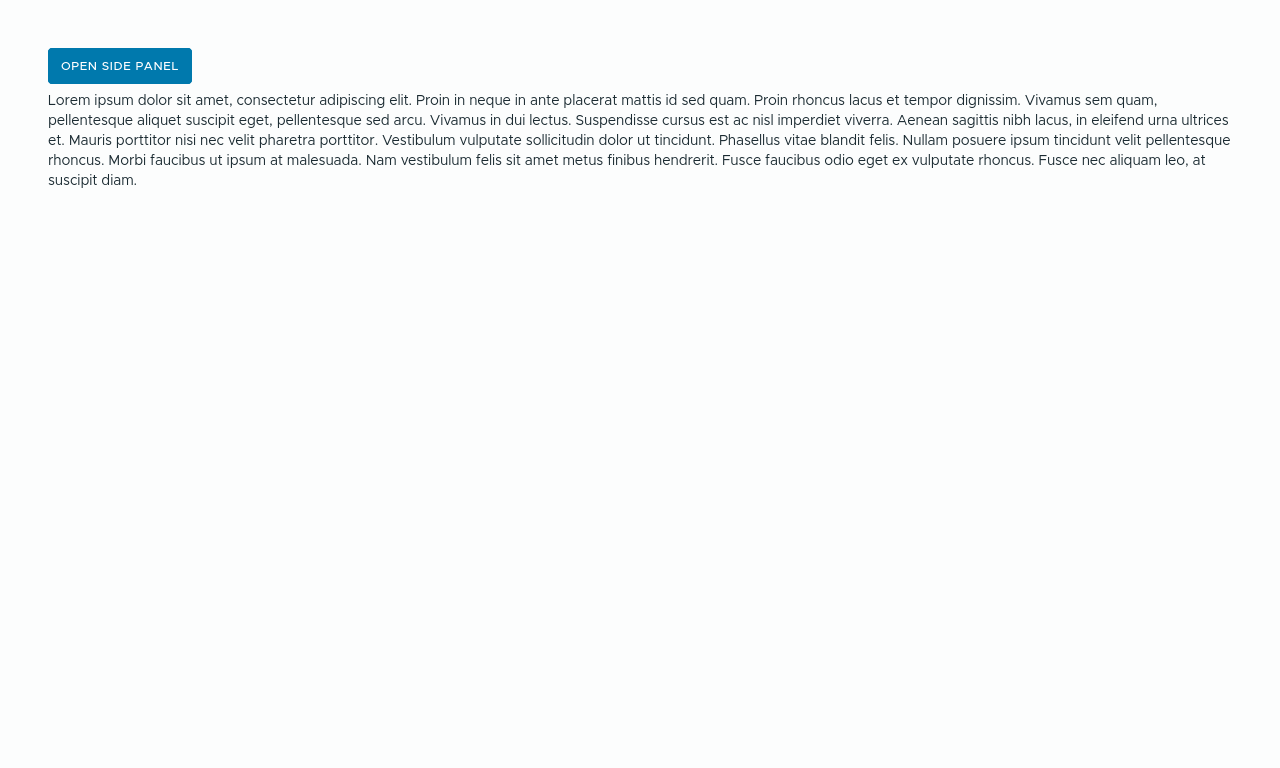 OPEN SIDE PANEL
Lorem ipsum dolor sit amet, consectetur adipiscing elit. Proin in neque in ante placerat mattis id sed quam. Proin rhoncus lacus et tempor dignissim. Vivamus sem quam,
pellentesque aliquet suscipit eget, pellentesque sed arcu. Vivamus in dui lectus. Suspendisse cursus est ac nisl imperdiet viverra. Aenean sagittis nibh lacus, in eleifend urna ultrices
et. Mauris porttitor nisi nec velit pharetra porttitor. Vestibulum vulputate sollicitudin dolor ut tincidunt. Phasellus vitae blandit felis. Nullam posuere ipsum tincidunt velit pellentesque
rhoncus. Morbi faucibus ut ipsum at malesuada. Nam vestibulum felis sit amet metus finibus hendrerit. Fusce faucibus odio eget ex vulputate rhoncus. Fusce nec aliquam leo, at
suscipit diam.